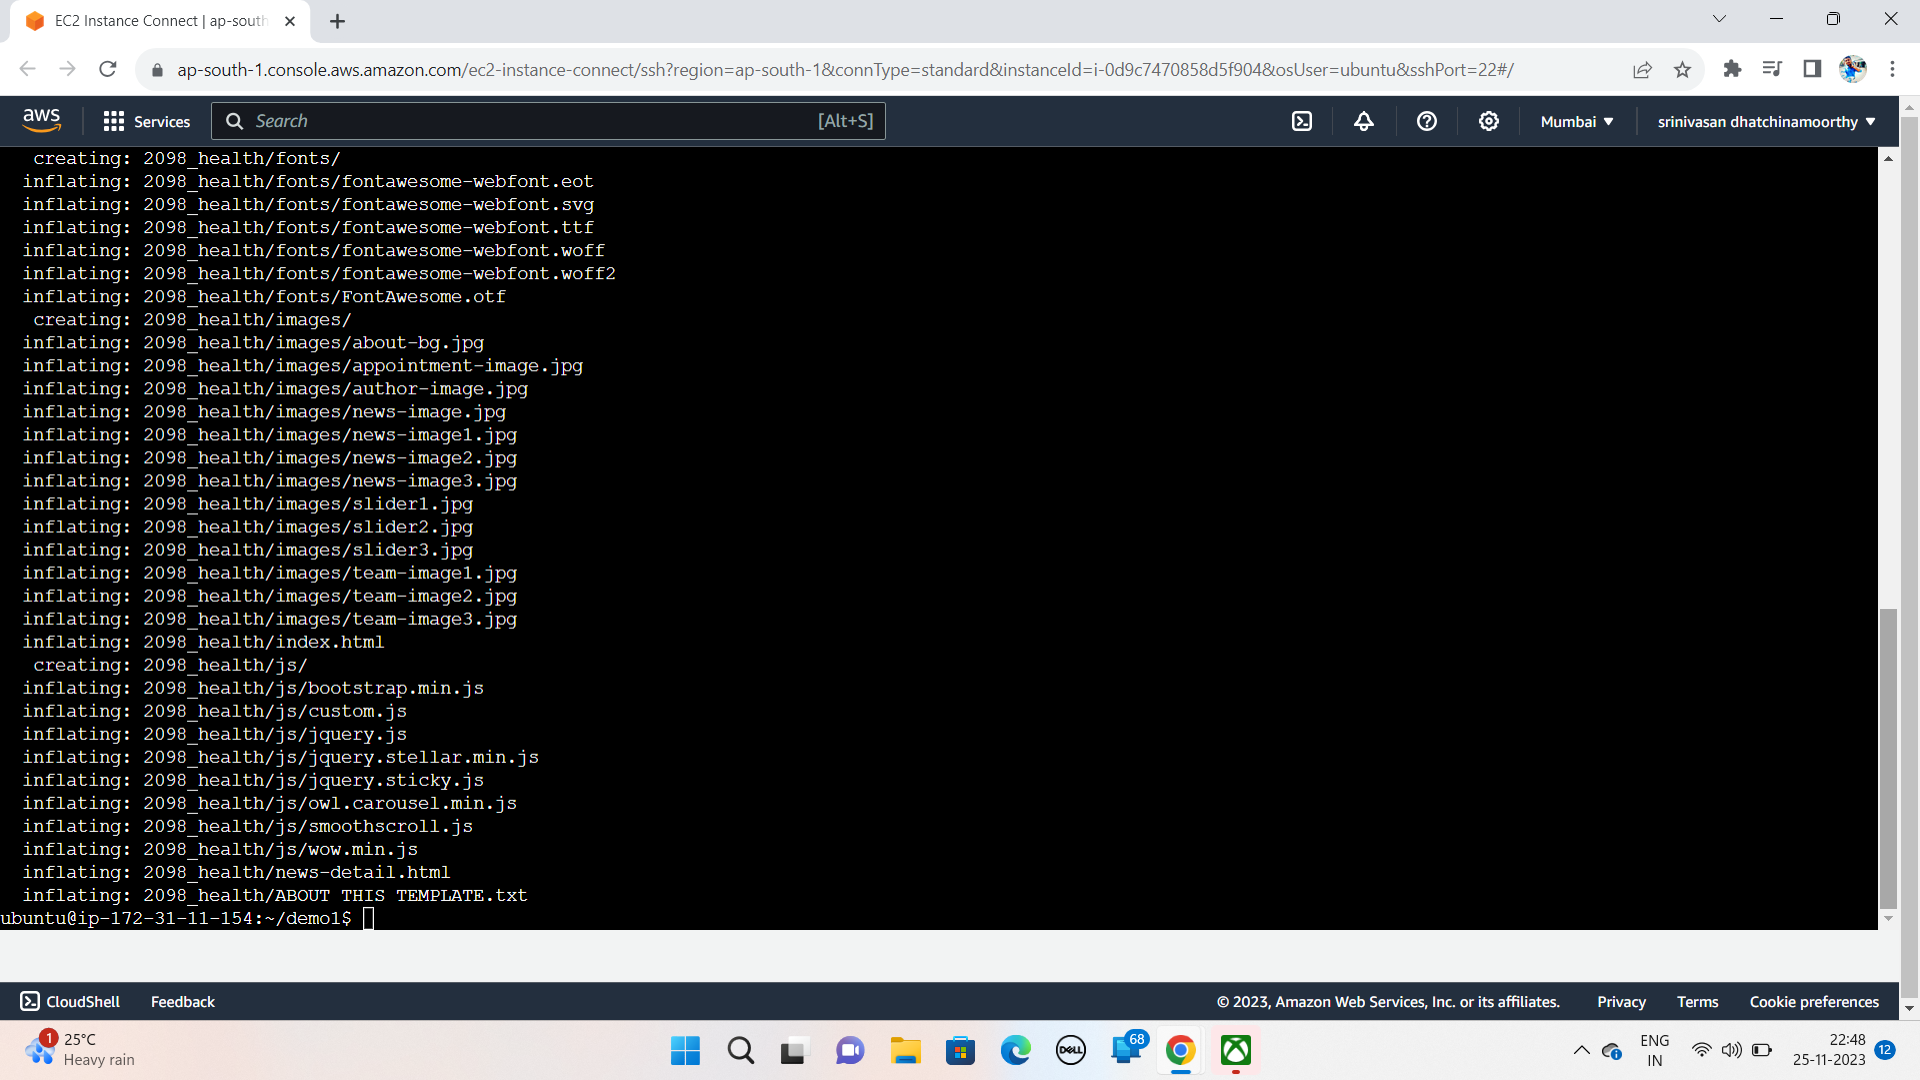 EC2 Instance Connect | ap-south
ap-south-1.console.aws.amazon.com/ec2-instance-connect/ssh?region=ap-south-1&connType=standard&instanceId=i-0d9c7470858d5f904&osUser=ubuntu&sshPort=22#/
aws Services Search [Alt+S] Mumbai srinivasan dhatchinamoorthy
creating: 2098_health/fonts/
inflating: 2098_health/fonts/fontawesome-webfont.eot
inflating: 2098_health/fonts/fontawesome-webfont.svg
inflating: 2098_health/fonts/fontawesome-webfont.ttf
inflating: 2098_health/fonts/fontawesome-webfont.woff
inflating: 2098_health/fonts/fontawesome-webfont.woff2
inflating: 2098_health/fonts/FontAwesome.otf
creating: 2098_health/images/
inflating: 2098_health/images/about-bg.jpg
inflating: 2098_health/images/appointment-image.jpg
inflating: 2098_health/images/author-image.jpg
inflating: 2098_health/images/news-image.jpg
inflating: 2098_health/images/news-image1.jpg
inflating: 2098_health/images/news-image2.jpg
inflating: 2098_health/images/news-image3.jpg
inflating: 2098_health/images/slider1.jpg
inflating: 2098_health/images/slider2.jpg
inflating: 2098_health/images/slider3.jpg
inflating: 2098_health/images/team-image1.jpg
inflating: 2098_health/images/team-image2.jpg
inflating: 2098_health/images/team-image3.jpg
inflating: 2098_health/index.html
creating: 2098_health/js/
inflating: 2098_health/js/bootstrap.min.js
inflating: 2098_health/js/custom.js
inflating: 2098_health/js/jquery.js
inflating: 2098_health/js/jquery.stellar.min.js
inflating: 2098_health/js/jquery.sticky.js
inflating: 2098_health/js/owl.carousel.min.js
inflating: 2098_health/js/smoothscroll.js
inflating: 2098_health/js/wow.min.js
inflating: 2098_health/news-detail.html
inflating: 2098_health/ABOUT THIS TEMPLATE.txt
ubuntu@ip-172-31-11-154:~/demo1$
CloudShell Feedback © 2023, Amazon Web Services, Inc. or its affiliates. Privacy Terms Cookie preferences
1 25°C
Heavy rain
DELL
68
ENG
IN
22:48
25-11-2023
12